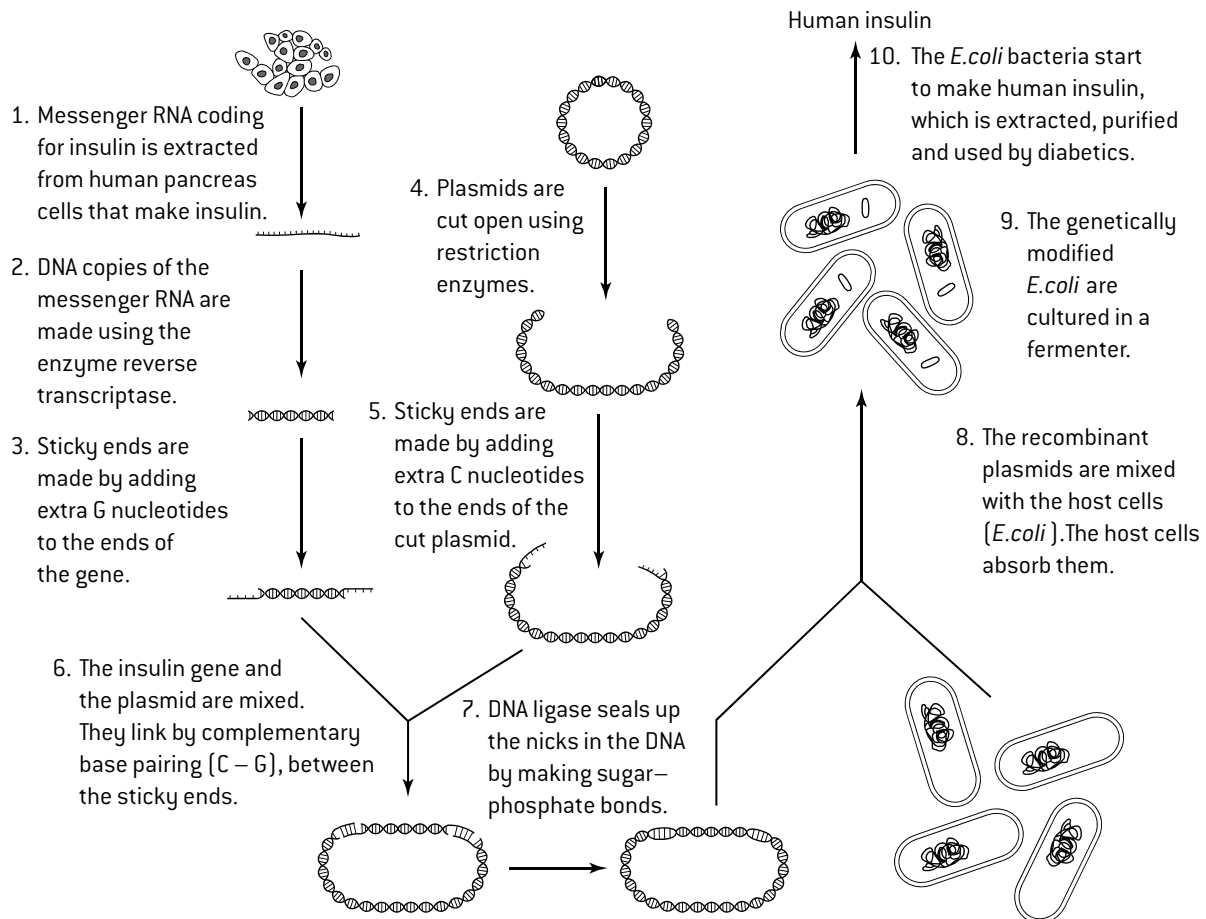 1. Messenger RNA coding
for insulin is extracted
from human pancreas
cells that make insulin.
2. DNA copies of the
messenger RNA are
made using the
enzyme reverse
transcriptase.
3. Sticky ends are
made by adding
extra G nucleotides
to the ends of
the gene.
4. Plasmids are
cut open using
restriction
enzymes.
5. Sticky ends are
made by adding
extra C nucleotides
to the ends of the
cut plasmid.
6. The insulin gene and
the plasmid are mixed.
They link by complementary
base pairing (C – G), between
the sticky ends.
7. DNA ligase seals up
the nicks in the DNA
by making sugar–
phosphate bonds.
8. The recombinant
plasmids are mixed
with the host cells
(E.coli ).The host cells
absorb them.
9. The genetically
modified
E.coli are
cultured in a
fermenter.
10. The E.coli bacteria start
to make human insulin,
which is extracted, purified
and used by diabetics.
Human insulin